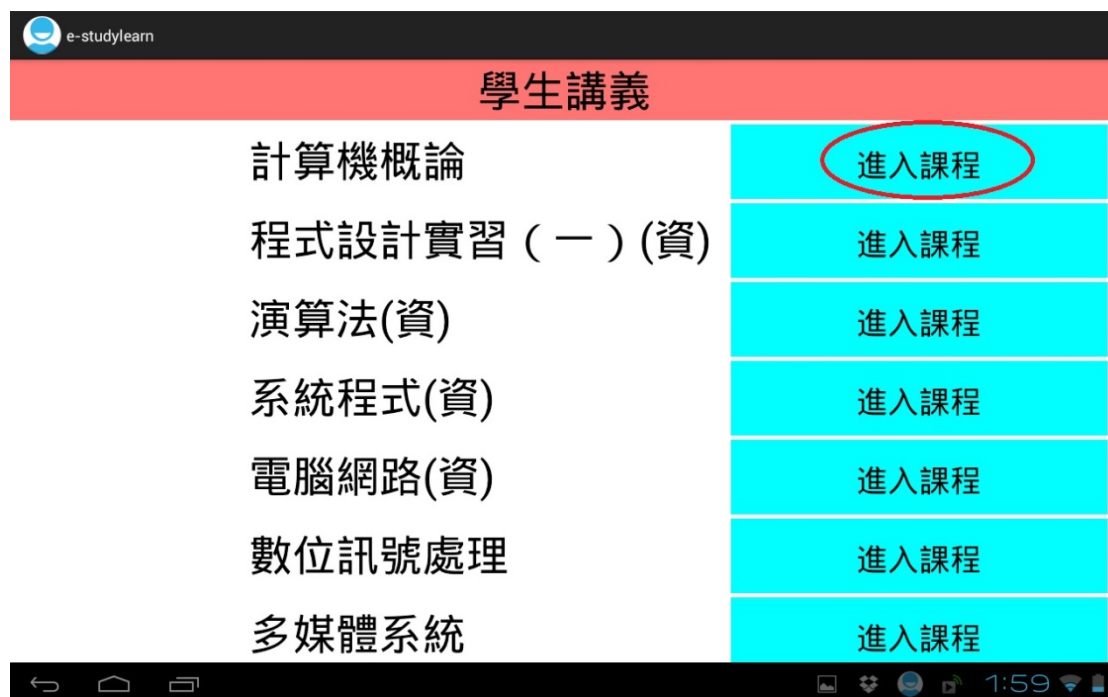 e-studylearn
學生講義
計算機概論 進入課程
程式設計實習(一)(資) 進入課程
演算法(資) 進入課程
系統程式(資) 進入課程
電腦網路(資) 進入課程
數位訊號處理 進入課程
多媒體系統 進入課程
1:59